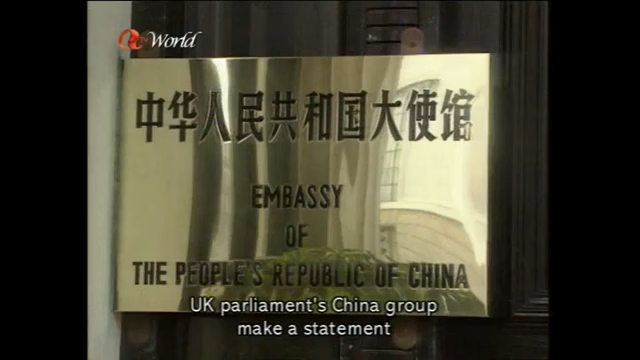 World
中华人民共和国大使馆
EMBASSY
OF
THE PEOPLE'S REPUBLIC OF CHINA
UK parliament's China group
make a statement